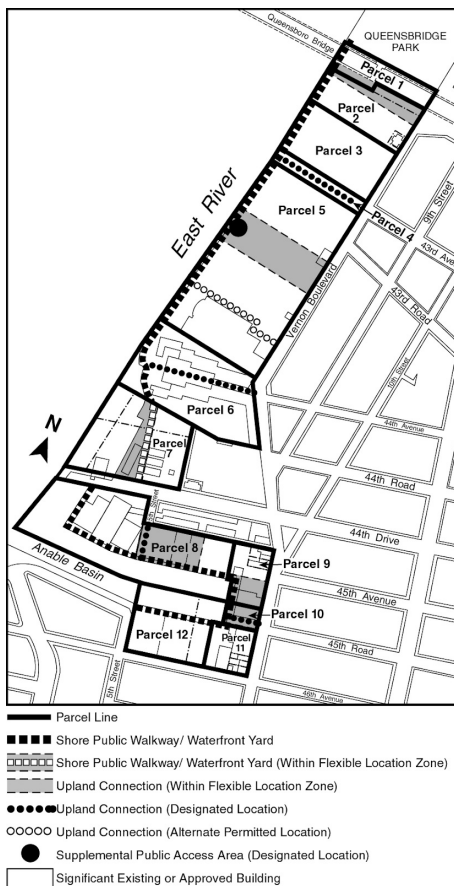 QUEENSBRIDGE
PARK
Queensboro Bridge
Parcel 1
Parcel
2
Parcel 3
Parcel 4
Parcel 5
East River
9th Street
43rd Ave
43rd Road
Vernon Boulevard
10th Street
44th Avenue
Parcel 6
N
Parcel
7
44th Road
5th Street
44th Drive
Parcel 8
Parcel 9
Anable Basin
45th Avenue
Parcel 10
Parcel 12
Parcel
11
45th Road
5th Street
46th Avenue
Parcel Line
Shore Public Walkway/ Waterfront Yard
Shore Public Walkway/ Waterfront Yard (Within Flexible Location Zone)
Upland Connection (Within Flexible Location Zone)
Upland Connection (Designated Location)
Upland Connection (Alternate Permitted Location)
Supplemental Public Access Area (Designated Location)
Significant Existing or Approved Building